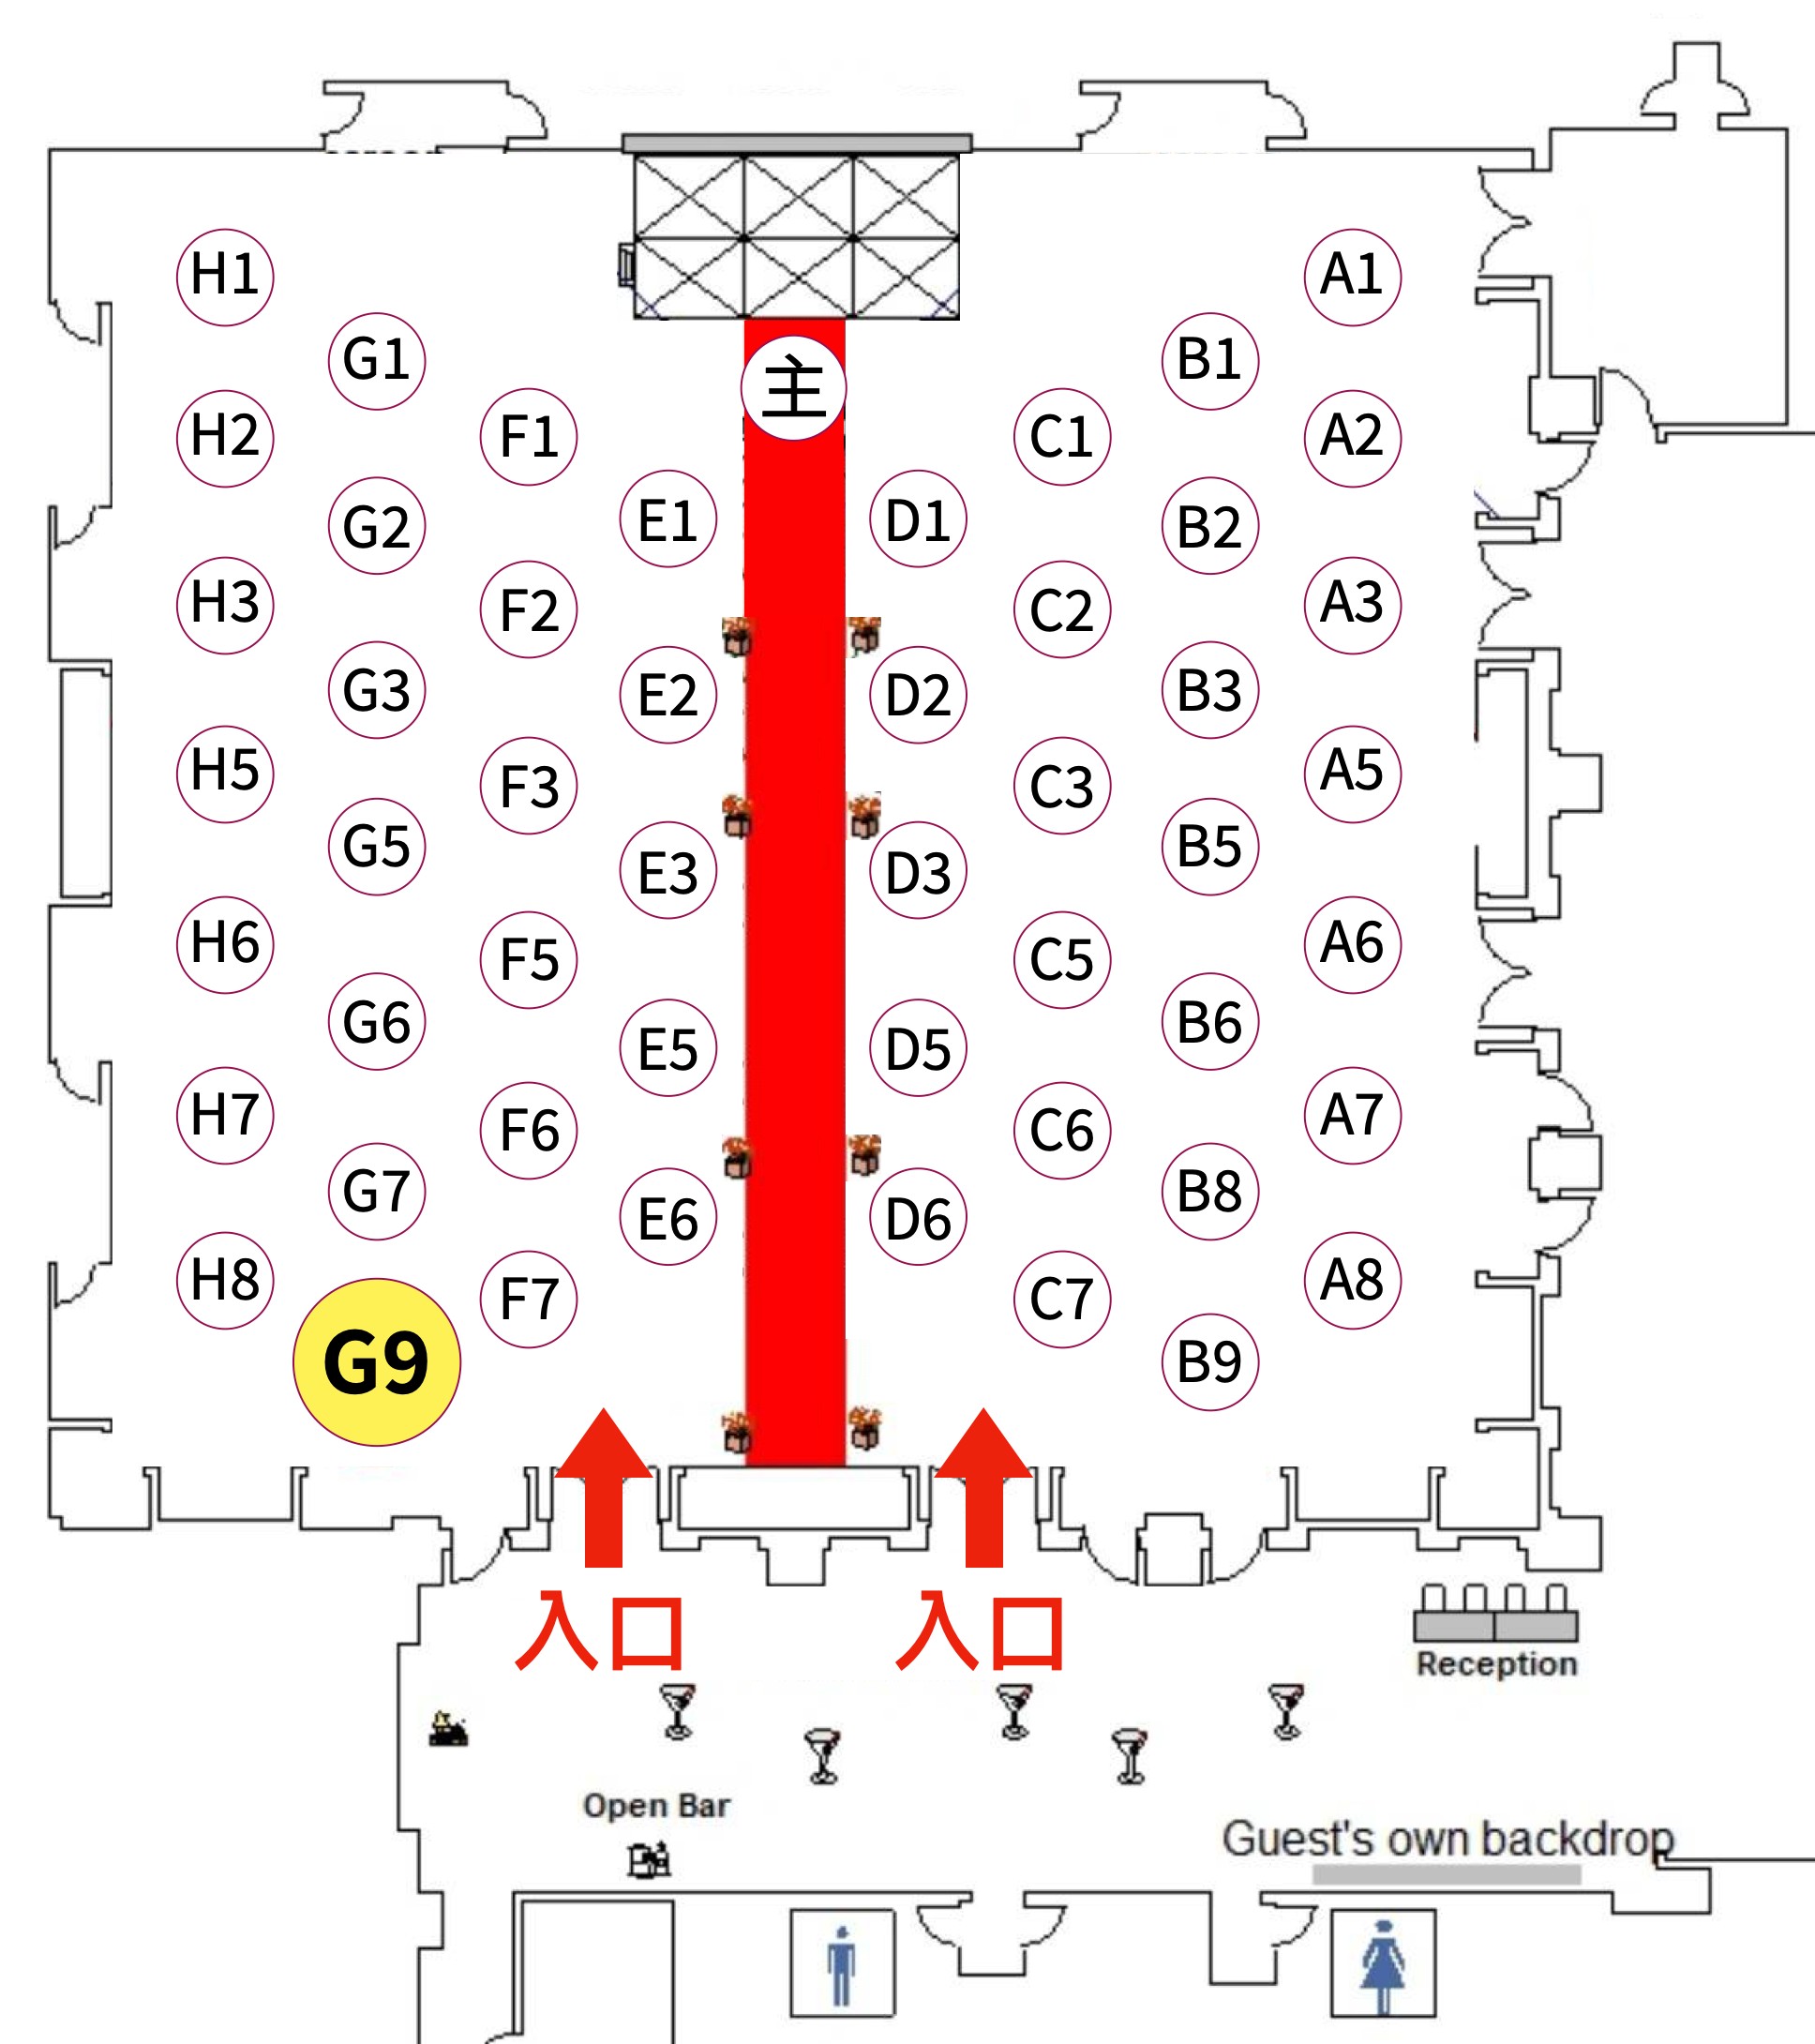 H1 A1
G1 B1
主
H2 F1 C1 A2
G2 E1 D1 B2
H3 F2 C2 A3
G3 E2 D2 B3
H5 F3 C3 A5
G5 E3 D3 B5
H6 F5 C5 A6
G6 E5 D5 B6
H7 F6 C6 A7
G7 E6 D6 B8
H8 F7 C7 A8
G9 B9
入口 入口
Reception
Open Bar
Guest's own backdrop